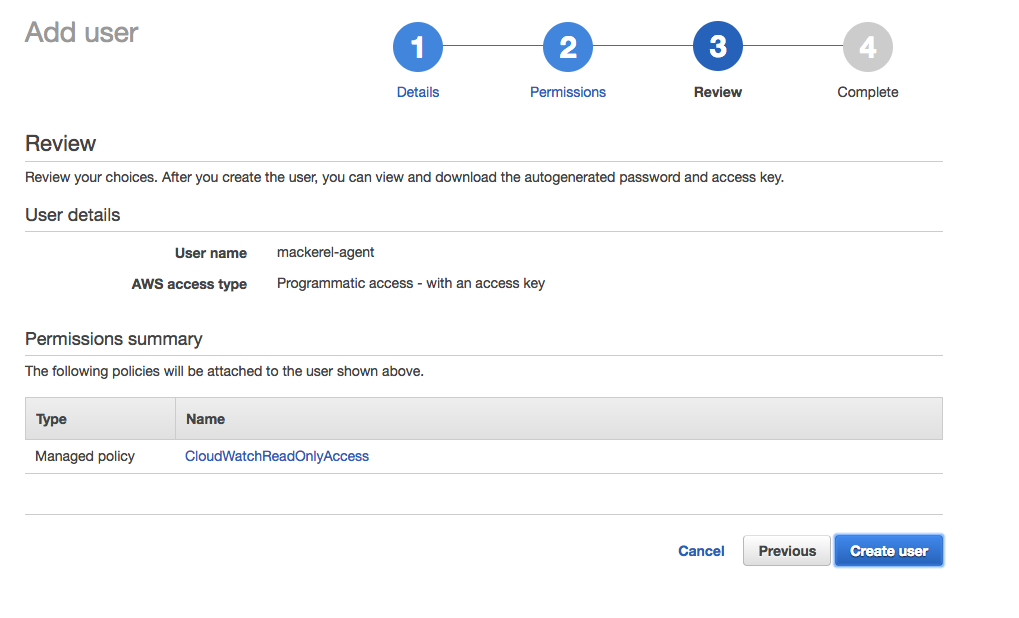 Add user
1
2
3
4
Details
Permissions
Review
Complete
Review
Review your choices. After you create the user, you can view and download the autogenerated password and access key.
User details
User name mackerel-agent
AWS access type Programmatic access - with an access key
Permissions summary
The following policies will be attached to the user shown above.
Type Name
Managed policy CloudWatchReadOnlyAccess
Cancel Previous Create user